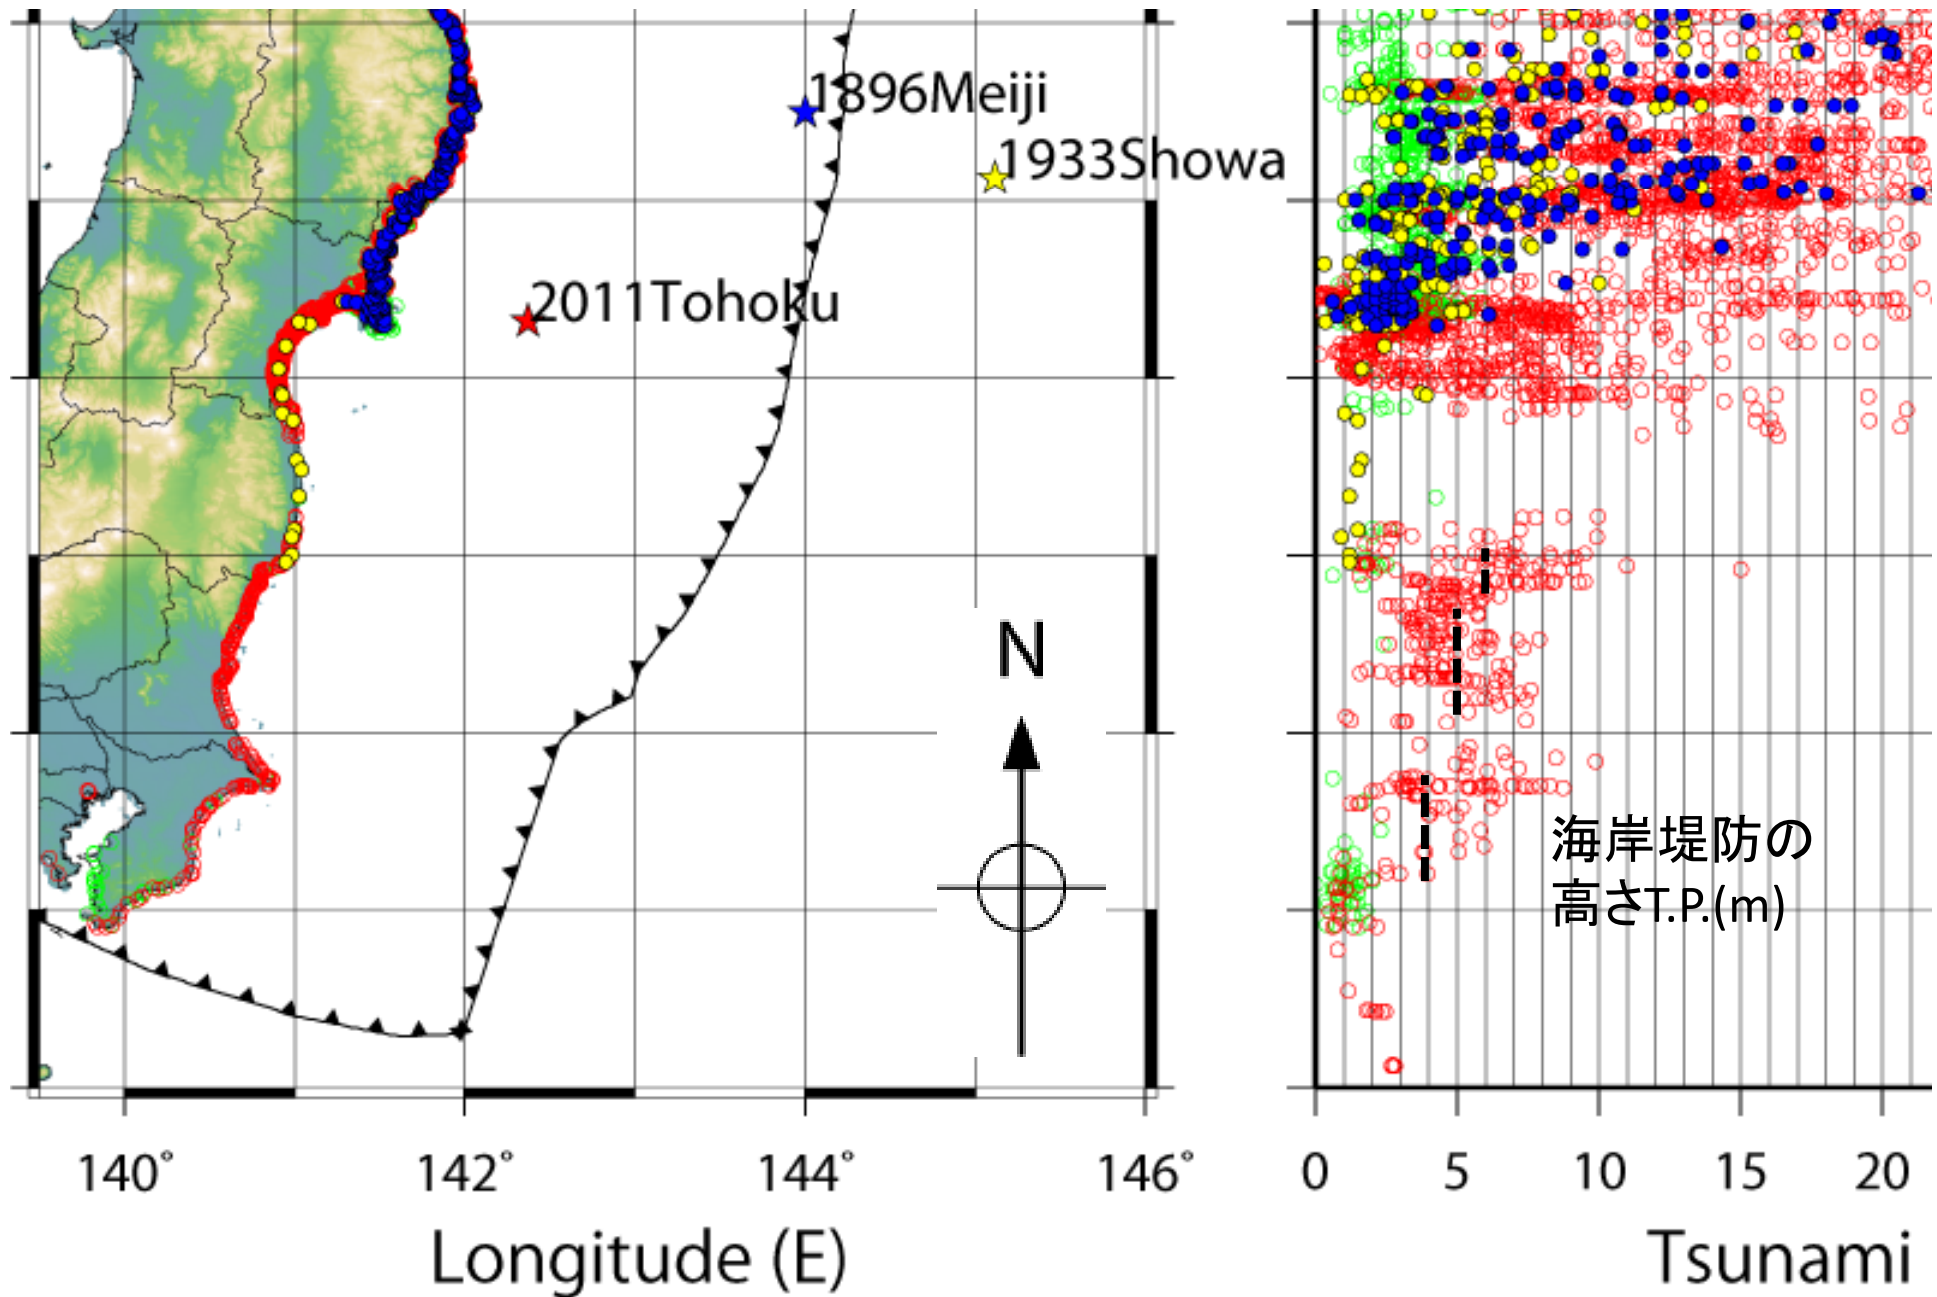 1896Meiji
1933Showa
2011Tohoku
N
海岸堤防の
高さT.P.(m)
140° 142° 144° 146°
0 5 10 15 20
Longitude (E)
Tsunami